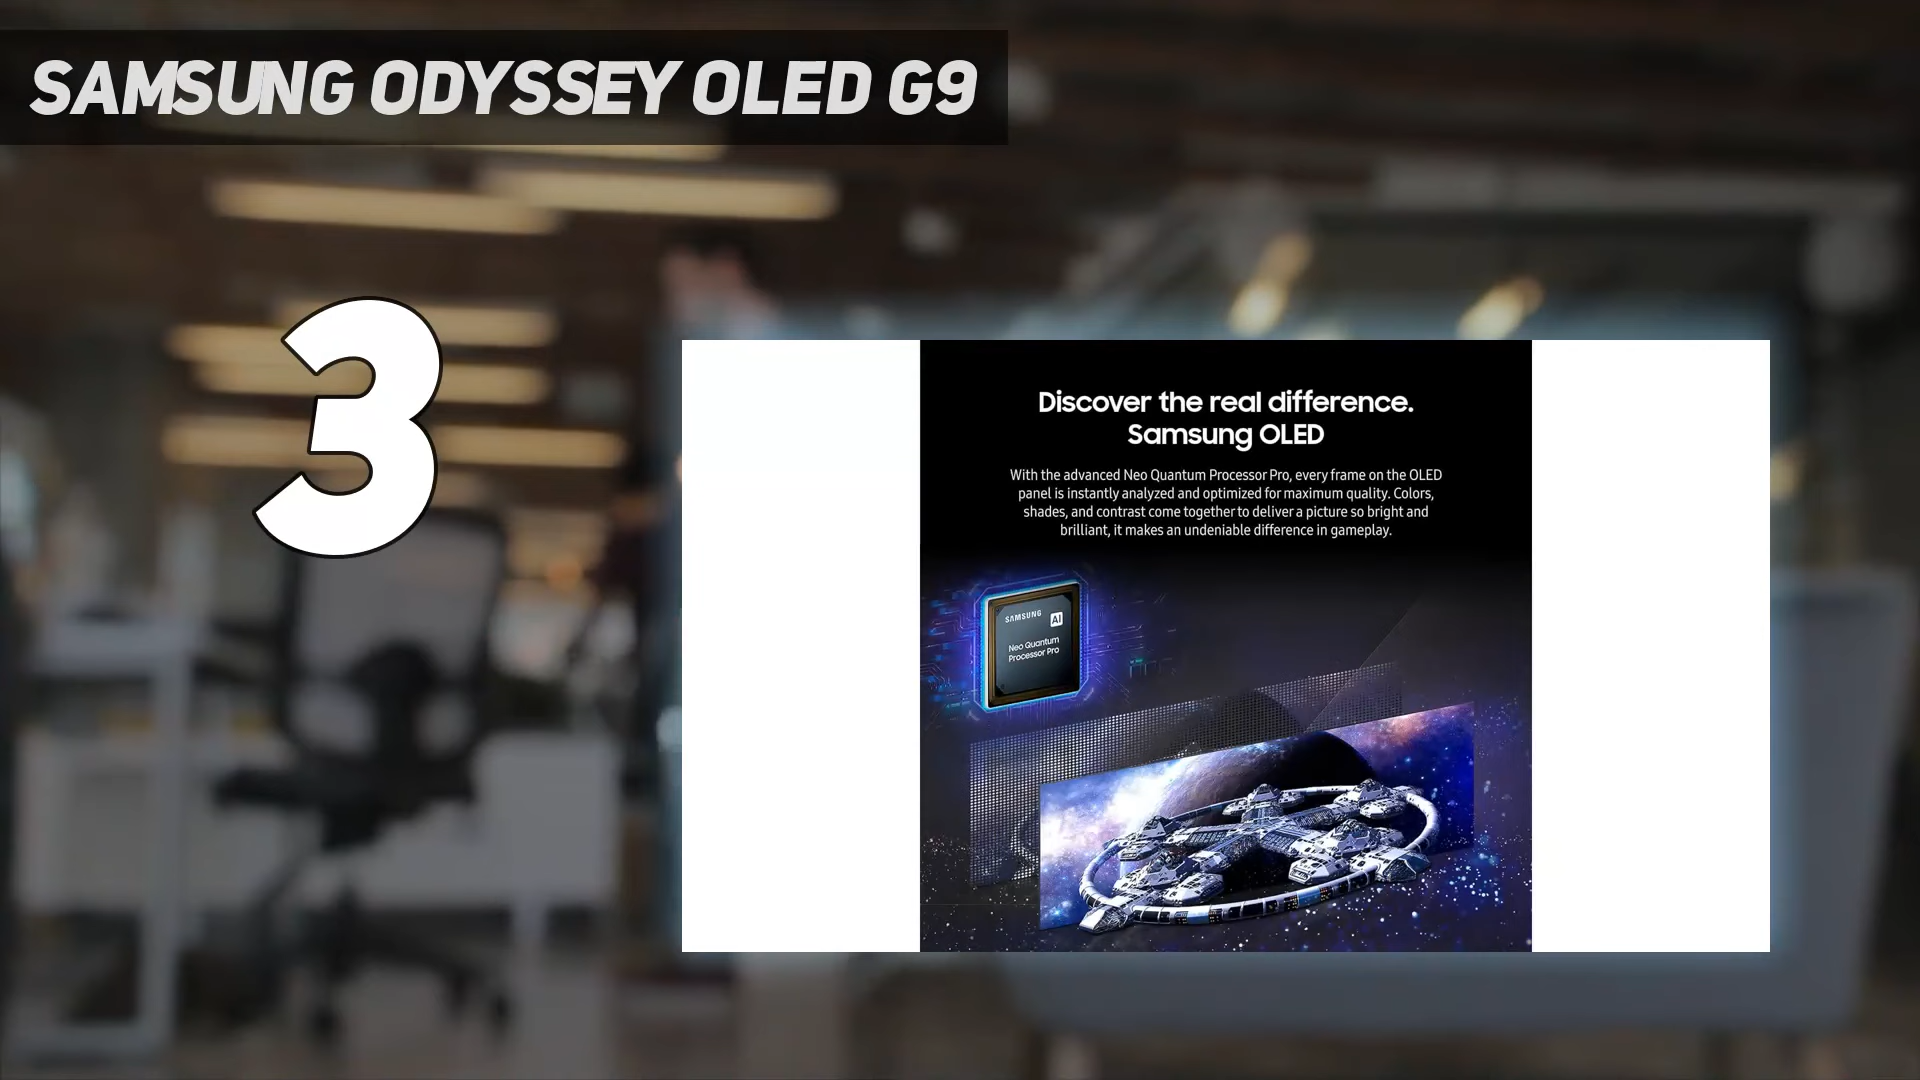 SAMSUNG ODYSSEY OLED G9
3
Discover the real difference.
Samsung OLED
With the advanced Neo Quantum Processor Pro, every frame on the OLED
panel is instantly analyzed and optimized for maximum quality. Colors,
shades, and contrast come together to deliver a picture so bright and
brilliant, it makes an undeniable difference in gameplay.
SAMSUNG
AI
Neo Quantum
Processor Pro